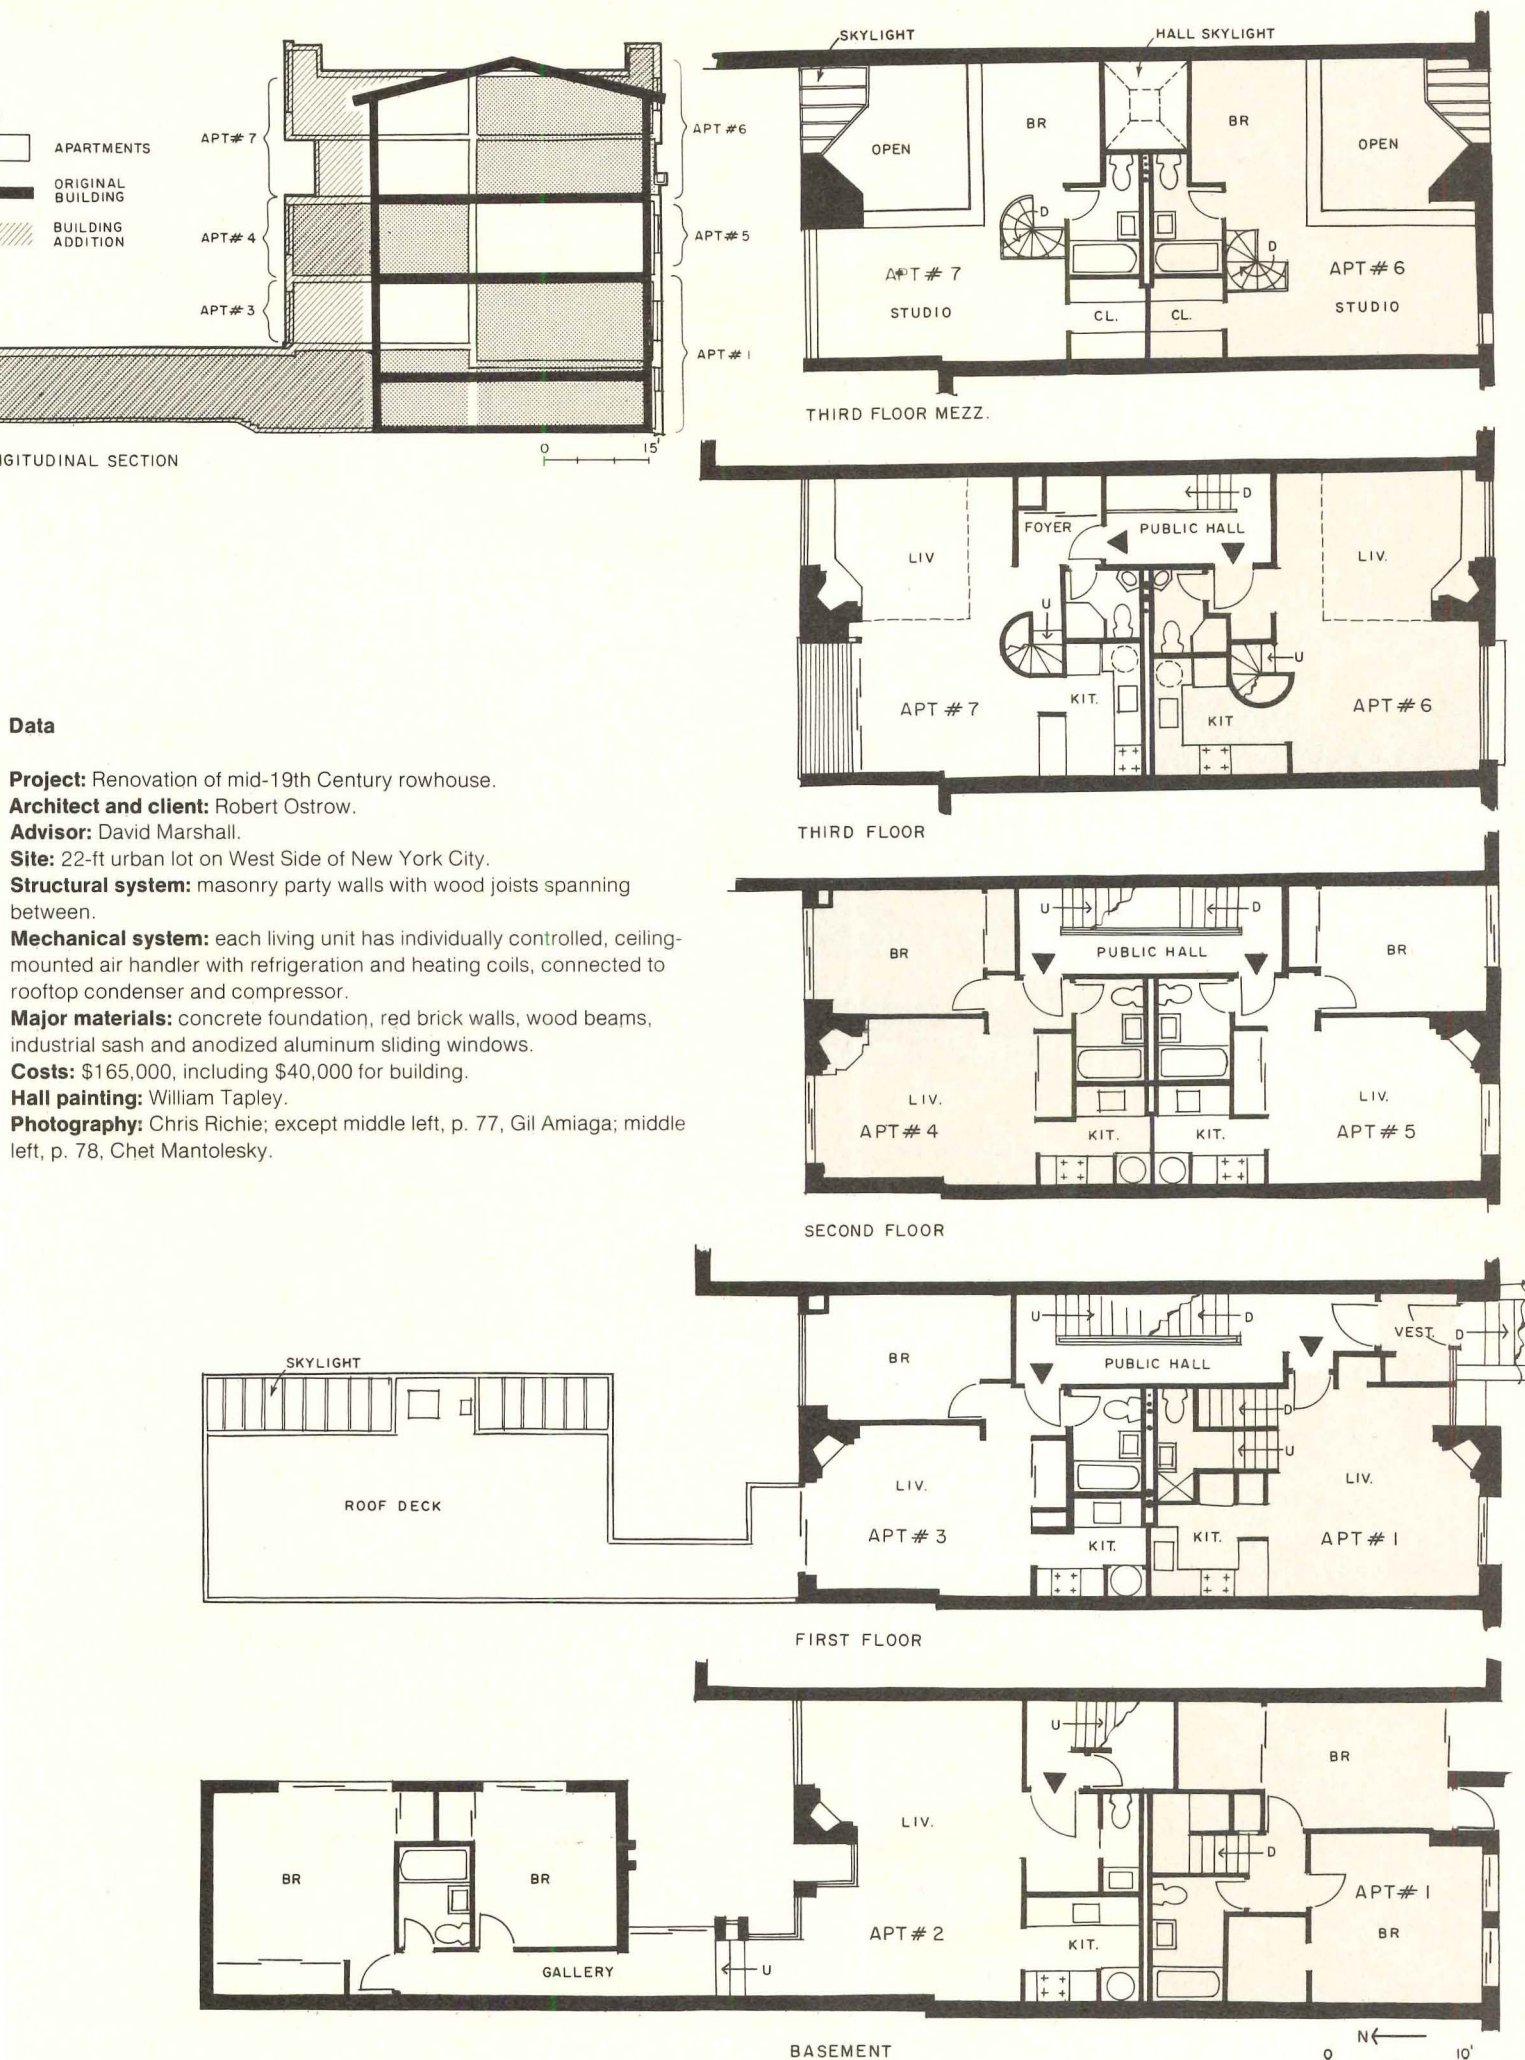 APT# 7
APT# 6
APARTMENTS
ORIGINAL
BUILDING
BUILDING
ADDITION
APT# 4
APT# 5
APT# 3
APT# 1
0 15'
GITUDINAL SECTION
SKYLIGHT
HALL SKYLIGHT
BR
BR
OPEN
OPEN
D
D
APT # 7
APT # 6
STUDIO
STUDIO
CL.
CL.
THIRD FLOOR MEZZ.
D
FOYER
PUBLIC HALL
LIV
LIV.
U
U
KIT.
KIT
APT # 7
APT # 6
THIRD FLOOR
Data
Project: Renovation of mid-19th Century rowhouse.
Architect and client: Robert Ostrow.
Advisor: David Marshall.
Site: 22-ft urban lot on West Side of New York City.
Structural system: masonry party walls with wood joists spanning
between.
Mechanical system: each living unit has individually controlled, ceiling-
mounted air handler with refrigeration and heating coils, connected to
rooftop condenser and compressor.
Major materials: concrete foundation, red brick walls, wood beams,
industrial sash and anodized aluminum sliding windows.
Costs: $165,000, including $40,000 for building.
Hall painting: William Tapley.
Photography: Chris Richie; except middle left, p. 77, Gil Amiaga; middle
left, p. 78, Chet Mantolesky.
U
D
BR
PUBLIC HALL
BR
LIV.
LIV.
APT # 4
APT # 5
KIT.
KIT.
SECOND FLOOR
U
D
VEST.
D
BR
PUBLIC HALL
SKYLIGHT
D
U
ROOF DECK
LIV.
LIV.
APT # 3
APT # 1
KIT.
KIT.
FIRST FLOOR
U
BR
LIV.
D
BR
BR
APT# 1
APT # 2
BR
KIT.
GALLERY
U
BASEMENT
N
0 10'